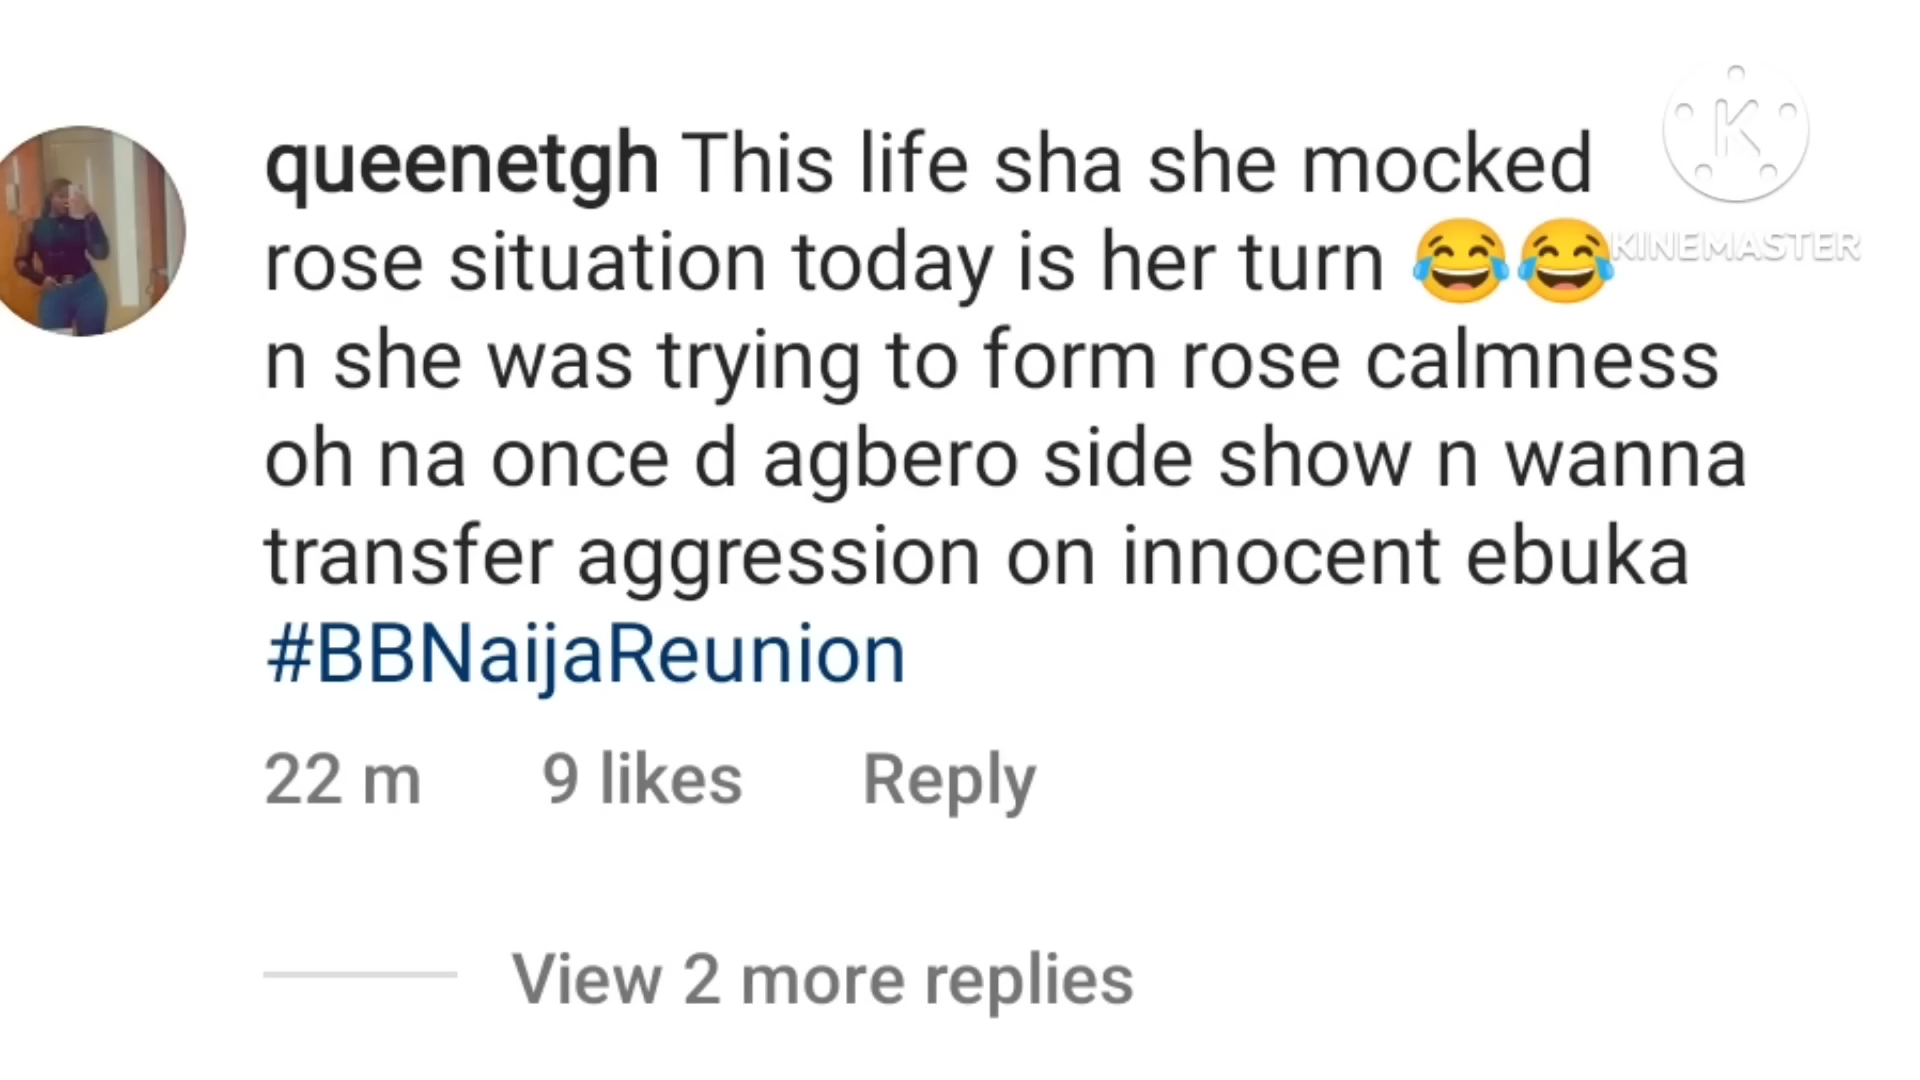 queenetgh This life sha she mocked
rose situation today is her turn 😂😂
n she was trying to form rose calmness
oh na once d agbero side show n wanna
transfer aggression on innocent ebuka
#BBNaijaReunion
22 m 9 likes Reply
View 2 more replies
K
KINEMASTER